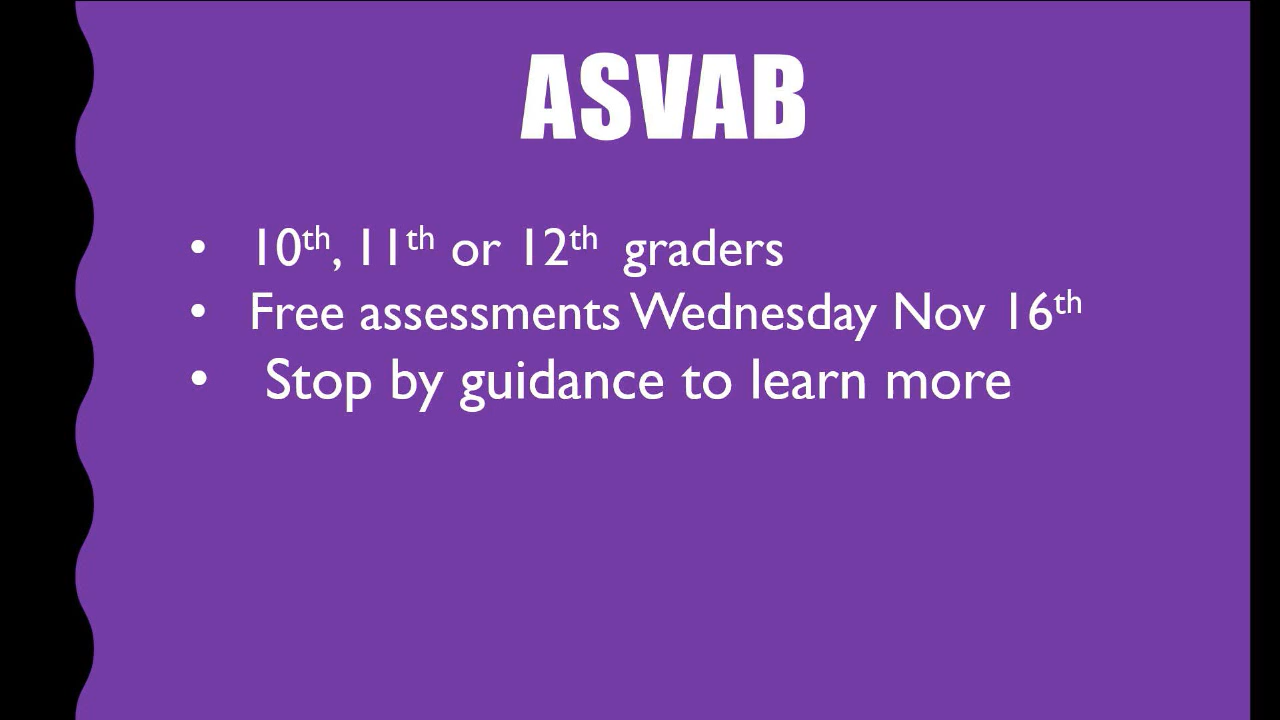 ASVAB
• 10th, 11th or 12th graders
• Free assessments Wednesday Nov 16th
• Stop by guidance to learn more